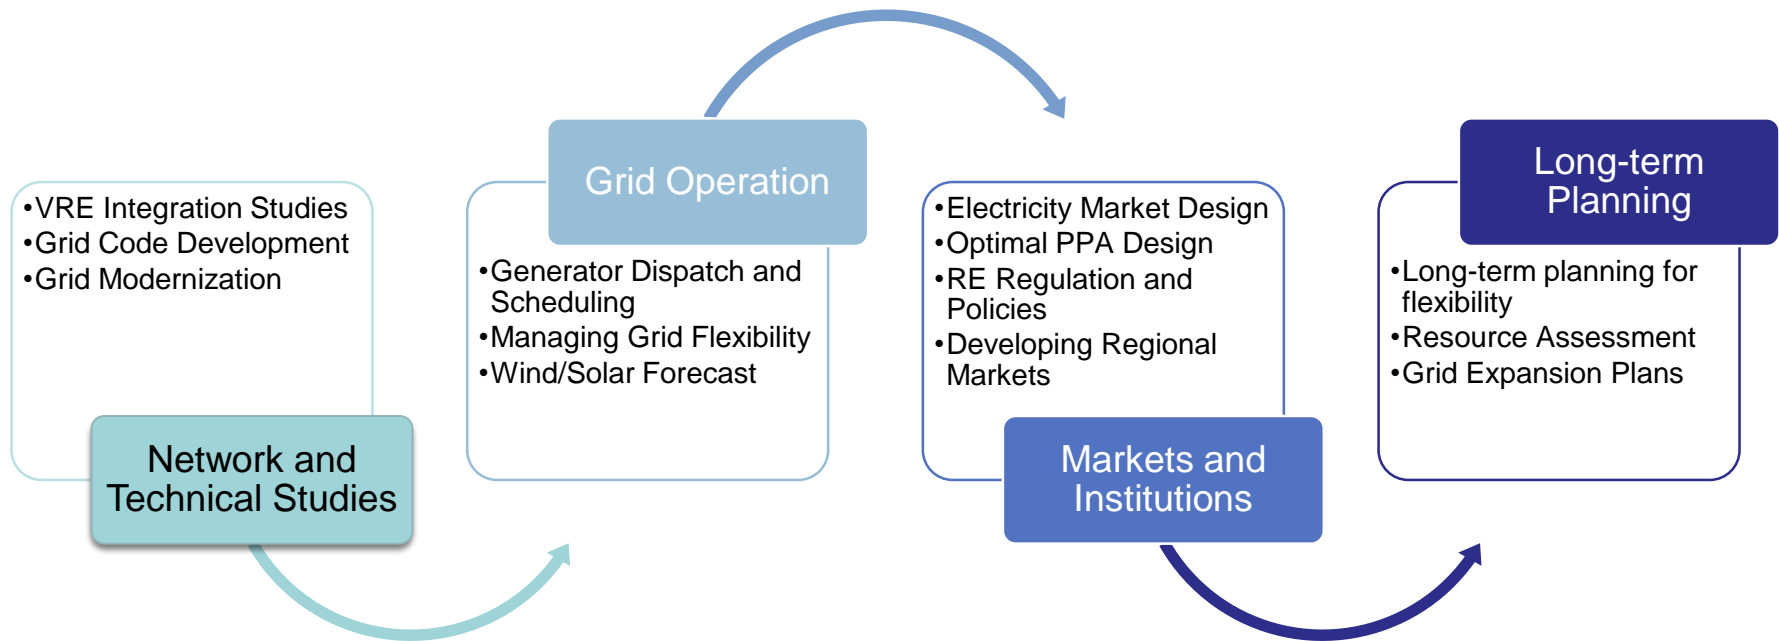 •VRE Integration Studies
•Grid Code Development
•Grid Modernization
Network and
Technical Studies
Grid Operation
•Generator Dispatch and
Scheduling
•Managing Grid Flexibility
•Wind/Solar Forecast
•Electricity Market Design
•Optimal PPA Design
•RE Regulation and
Policies
•Developing Regional
Markets
Markets and
Institutions
Long-term
Planning
•Long-term planning for
flexibility
•Resource Assessment
•Grid Expansion Plans